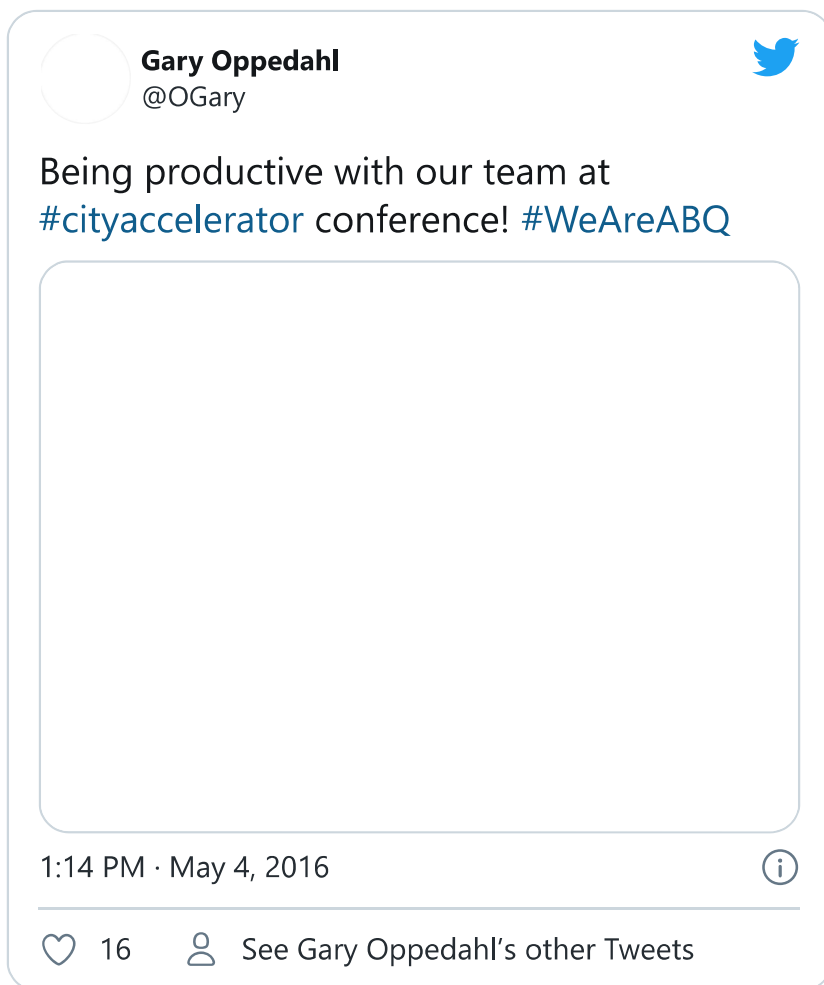 Gary Oppedahl
@OGary
Being productive with our team at
#cityaccelerator conference! #WeAreABQ
1:14 PM · May 4, 2016
16 See Gary Oppedahl's other Tweets